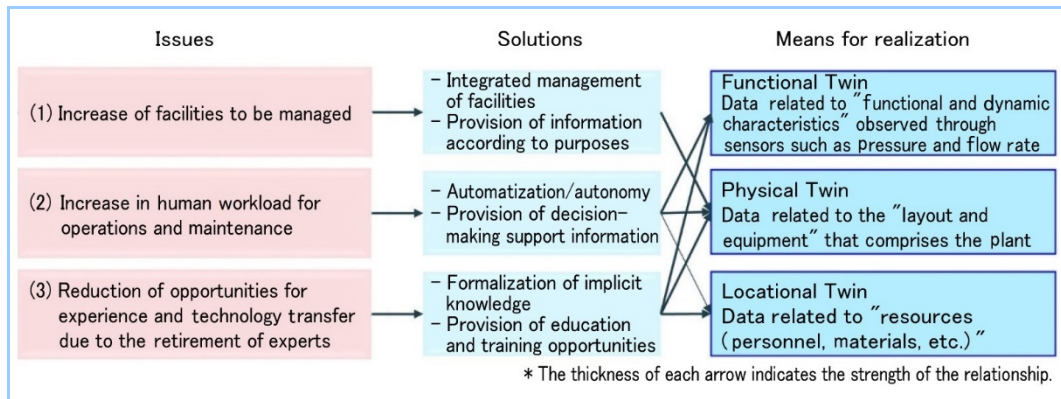 Issues
Solutions
Means for realization
(1) Increase of facilities to be managed
- Integrated management
of facilities
- Provision of information
according to purposes
Functional Twin
Data related to "functional and dynamic
characteristics" observed through
sensors such as pressure and flow rate
(2) Increase in human workload for
operations and maintenance
- Automatization/autonomy
- Provision of decision-
making support information
Physical Twin
Data related to the "layout and
equipment" that comprises the plant
(3) Reduction of opportunities for
experience and technology transfer
due to the retirement of experts
- Formalization of implicit
knowledge
- Provision of education
and training opportunities
Locational Twin
Data related to "resources
(personnel, materials, etc.)"
* The thickness of each arrow indicates the strength of the relationship.